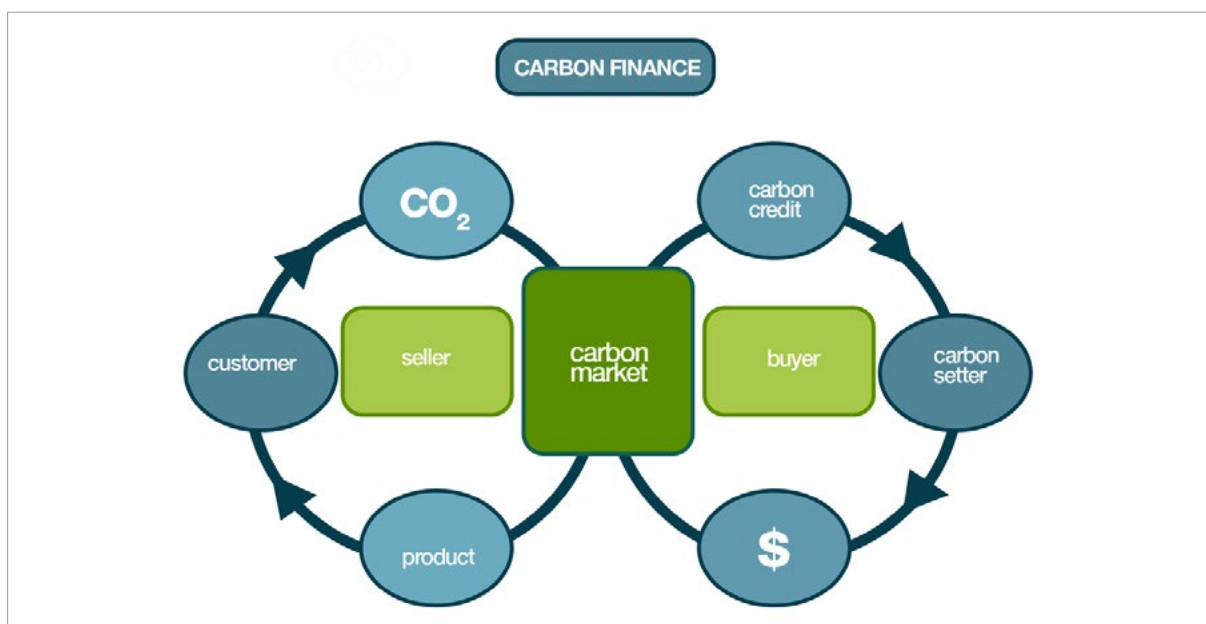 CARBON FINANCE
CO₂
carbon
credit
customer
seller
carbon
market
buyer
carbon
setter
product
$